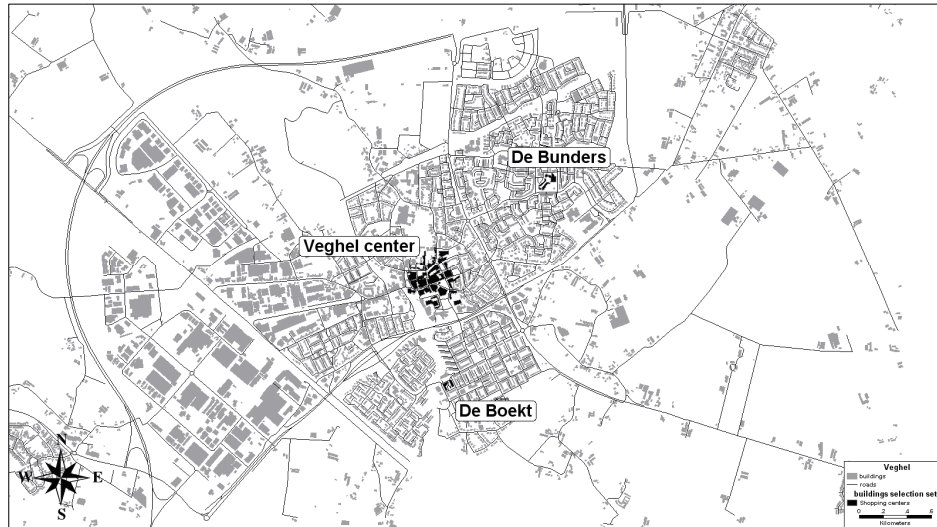 De Bunders
Veghel center
De Boekt
N
W E
S
Veghel
buildings
roads
buildings selection set
Shopping centers
0 .2 .4 .6
Kilometers